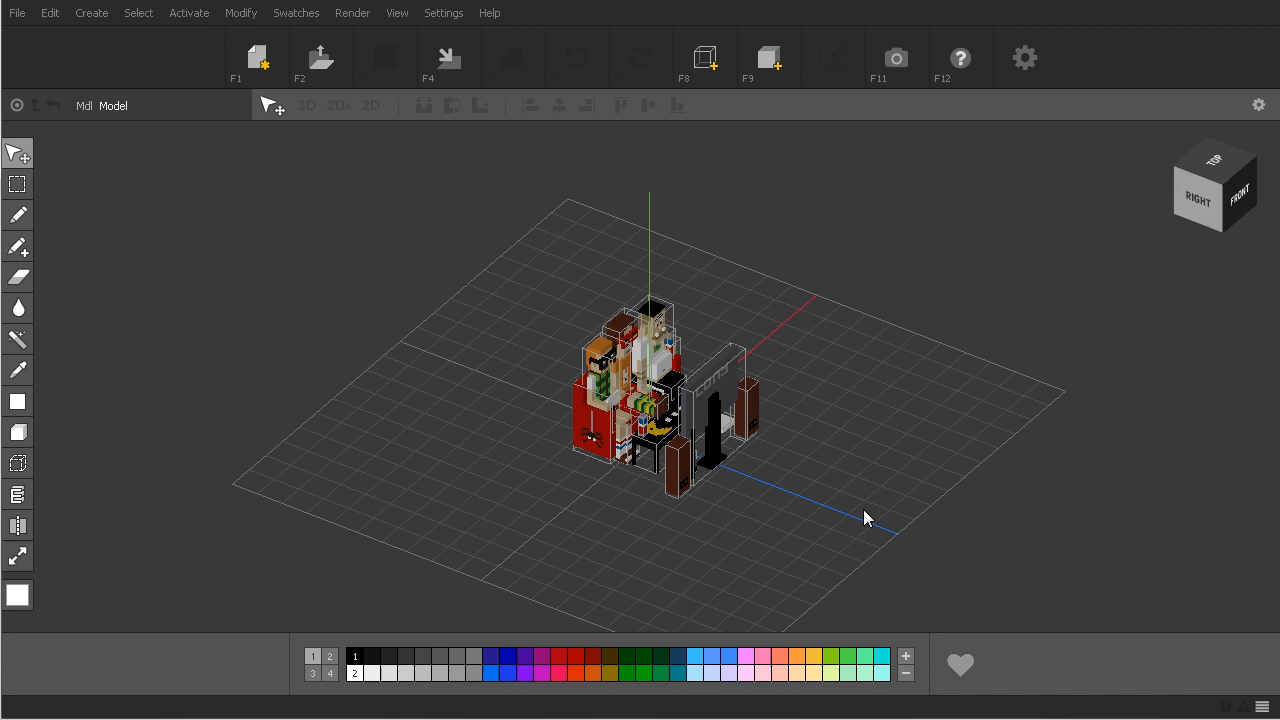 File Edit Create Select Activate Modify Swatches Render View Settings Help
F1 F2 F4 F8 F9 F11 F12
Mdl Model 3D 2DA 2D
TOP
RIGHT FRONT
1 2 1
3 4 2